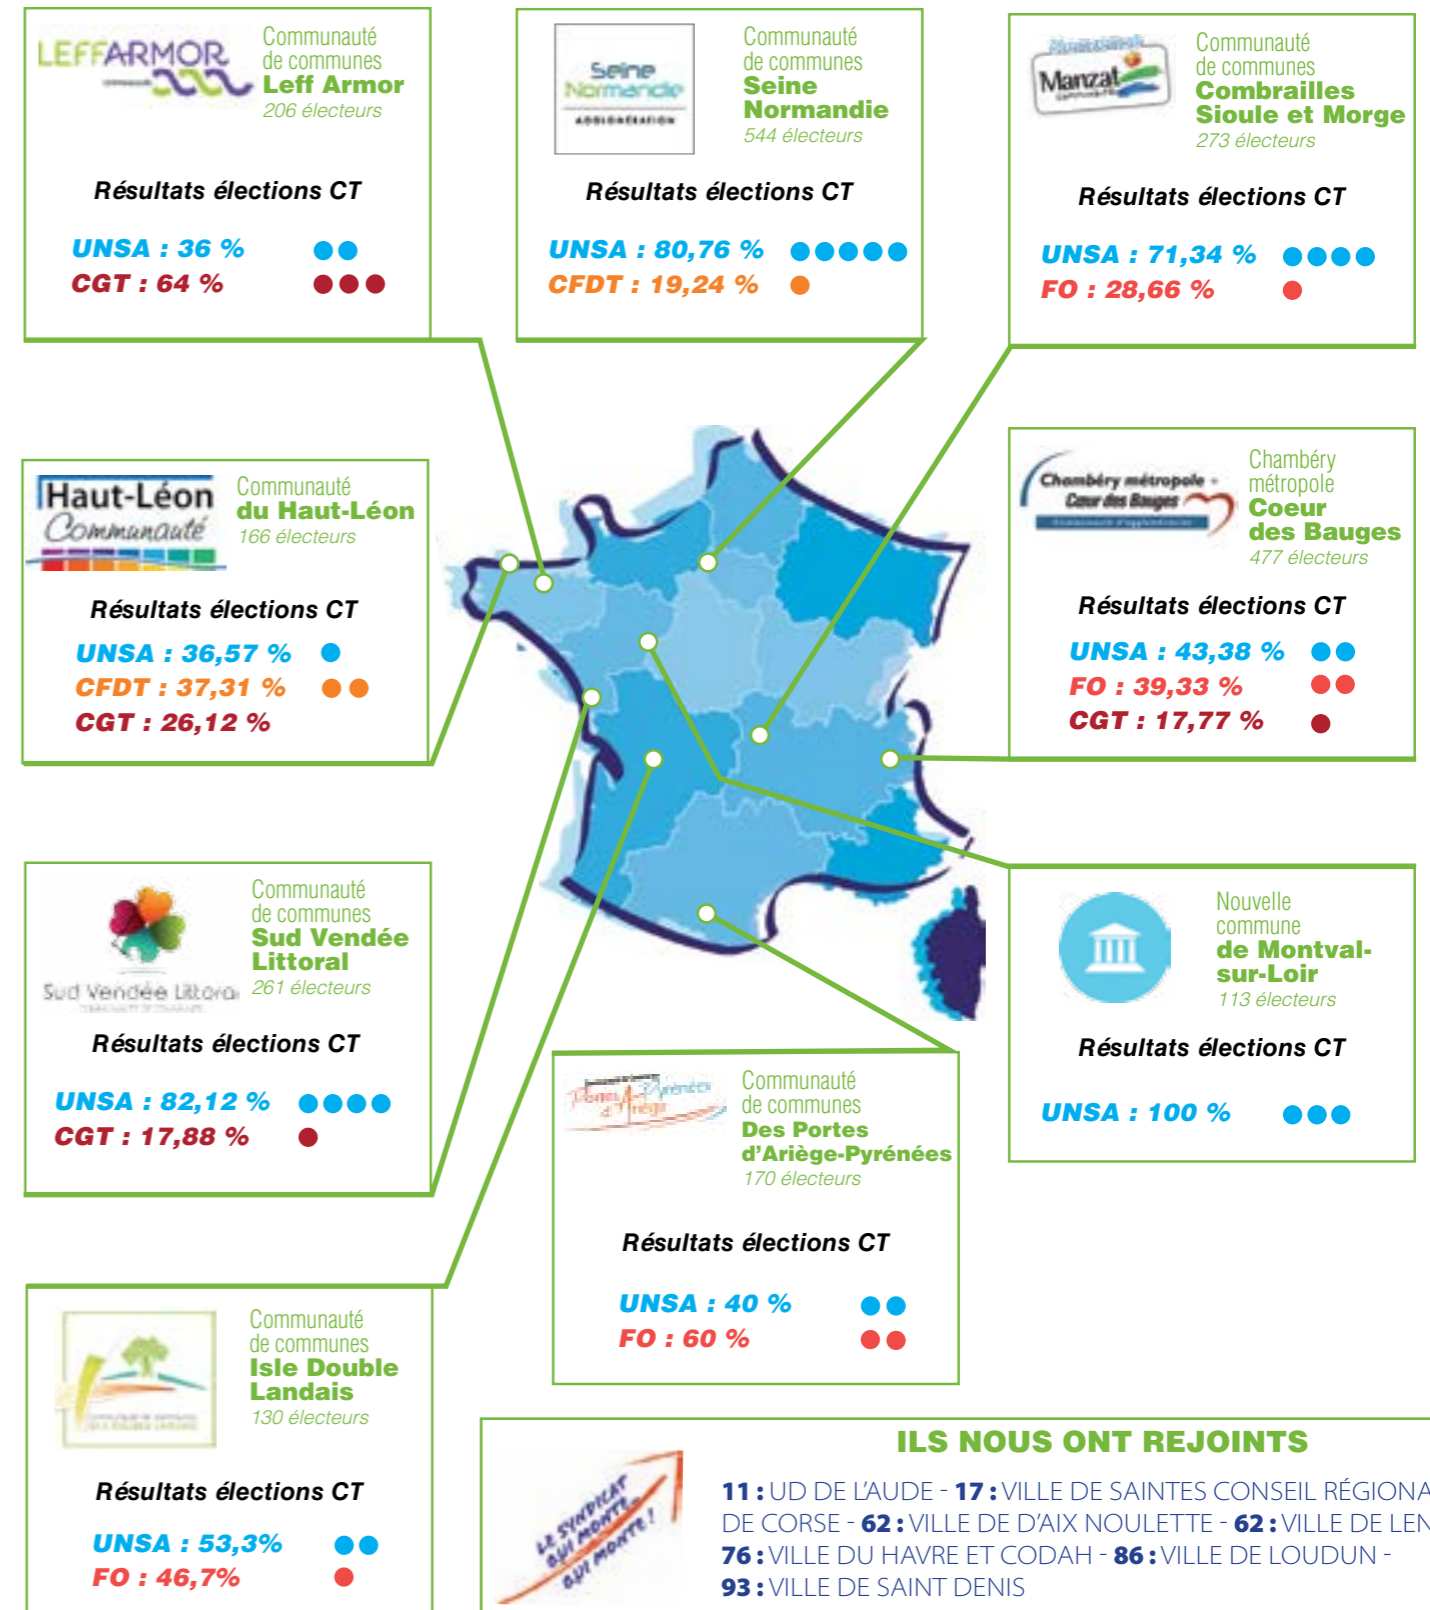 LEFFARMOR
Communauté
de communes
Leff Armor
206 électeurs
Résultats élections CT
UNSA : 36 %
CGT : 64 %
Seine
Normandie
AGGLOMÉRATION
Communauté
de communes
Seine
Normandie
544 électeurs
Résultats élections CT
UNSA : 80,76 %
CFDT : 19,24 %
Manzat
Communauté
Communauté
de communes
Combrailles
Sioule et Morge
273 électeurs
Résultats élections CT
UNSA : 71,34 %
FO : 28,66 %
Haut-Léon
Communauté
Communauté
du Haut-Léon
166 électeurs
Résultats élections CT
UNSA : 36,57 %
CFDT : 37,31 %
CGT : 26,12 %
Chambéry métropole -
Cœur des Bauges
Communauté d'agglomération
Chambéry
métropole
Coeur
des Bauges
477 électeurs
Résultats élections CT
UNSA : 43,38 %
FO : 39,33 %
CGT : 17,77 %
Sud Vendée Littoral
Communauté
de communes
Sud Vendée
Littoral
261 électeurs
Résultats élections CT
UNSA : 82,12 %
CGT : 17,88 %
Nouvelle
commune
de Montval-
sur-Loir
113 électeurs
Résultats élections CT
UNSA : 100 %
Portes d'Ariège Pyrénées
Communauté
de communes
Des Portes
d'Ariège-Pyrénées
170 électeurs
Résultats élections CT
UNSA : 40 %
FO : 60 %
Communauté
de communes
Isle Double
Landais
130 électeurs
Résultats élections CT
UNSA : 53,3%
FO : 46,7%
LE SYNDICAT
QUI MONTE...
QUI MONTE !
ILS NOUS ONT REJOINTS
11 : UD DE L'AUDE - 17 : VILLE DE SAINTES CONSEIL RÉGIONA
DE CORSE - 62 : VILLE DE D'AIX NOULETTE - 62 : VILLE DE LEN
76 : VILLE DU HAVRE ET CODAH - 86 : VILLE DE LOUDUN -
93 : VILLE DE SAINT DENIS